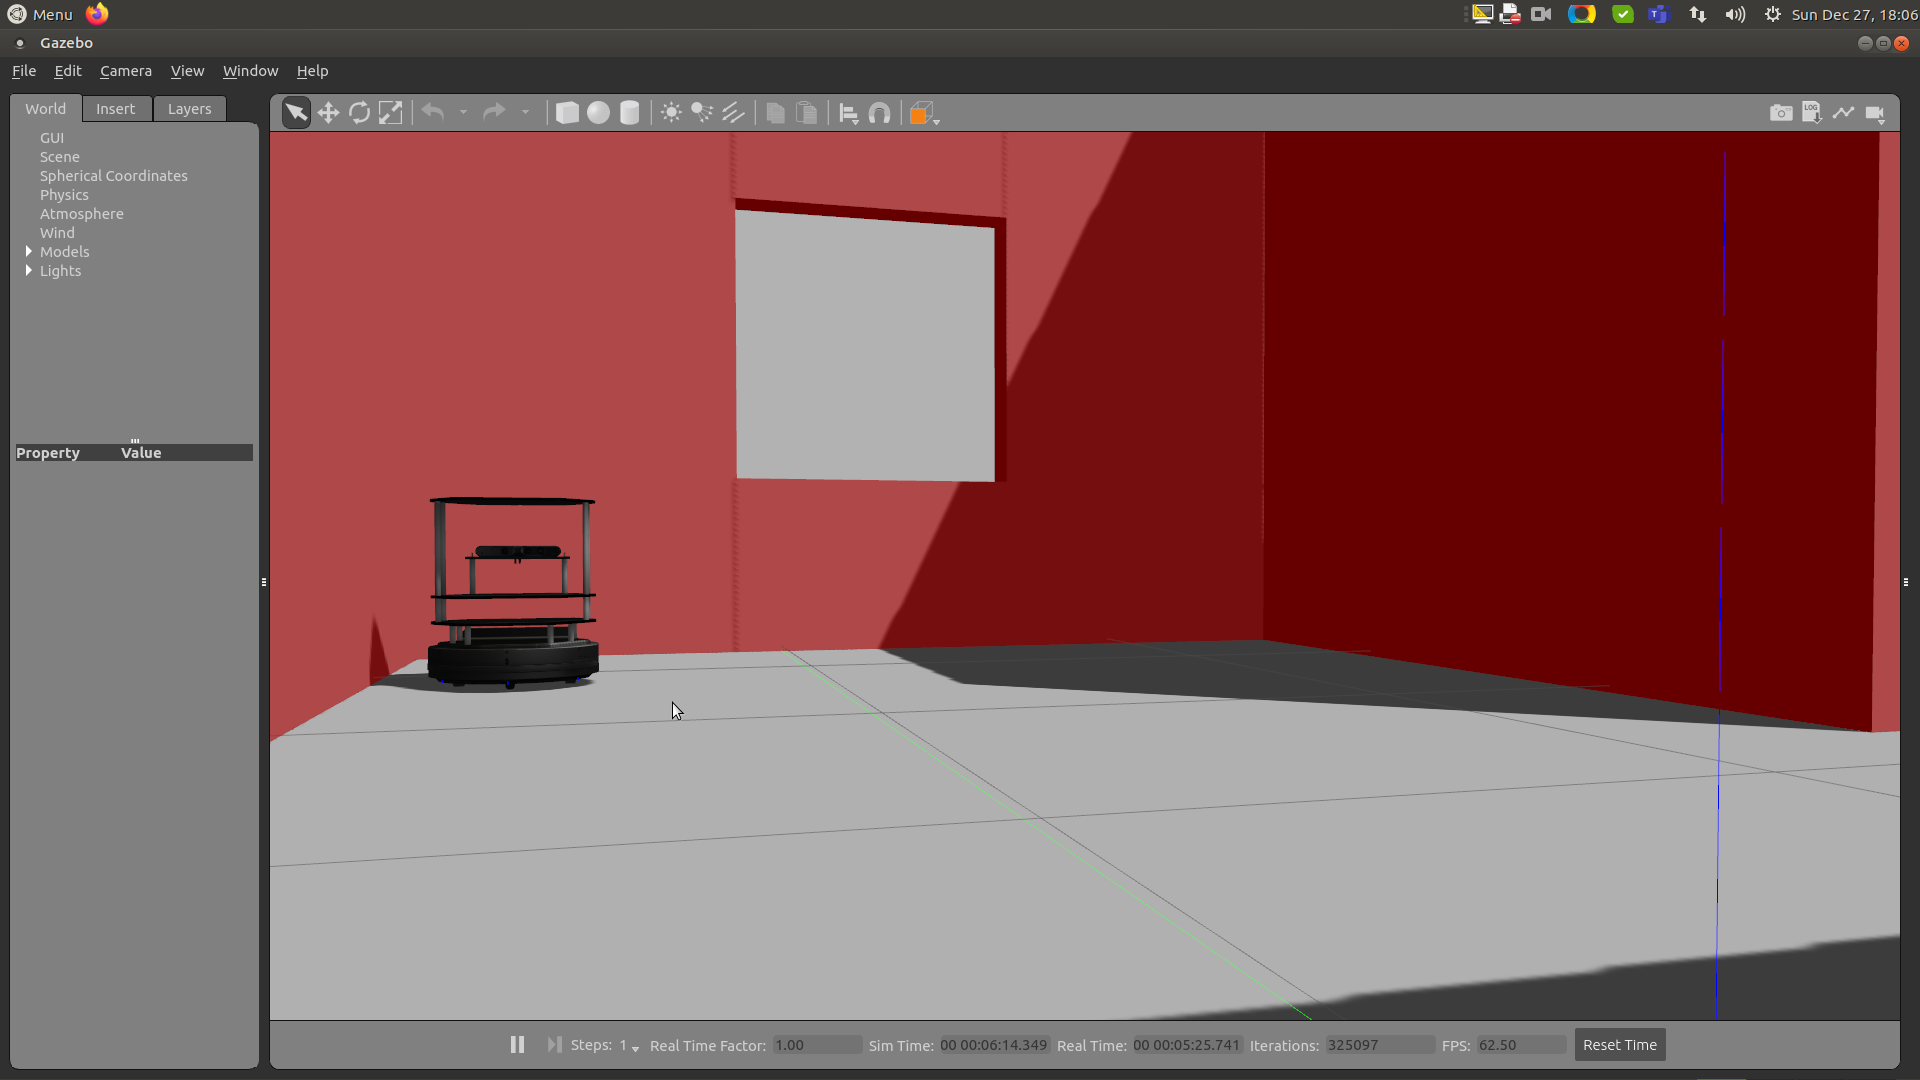 Menu
Sun Dec 27, 18:06
Gazebo
File Edit Camera View Window Help
World Insert Layers
GUI
Scene
Spherical Coordinates
Physics
Atmosphere
Wind
Models
Lights
Property Value
Steps: 1 Real Time Factor: 1.00 Sim Time: 00 00:06:14.349 Real Time: 00 00:05:25.741 Iterations: 325097 FPS: 62.50 Reset Time
LOG
T